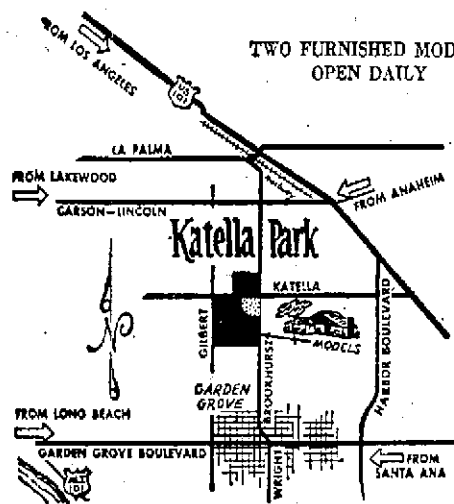 FROM LOS ANGELES
US
101
TWO FURNISHED MOD
OPEN DAILY
LA PALMA
FROM LAKEWOOD
FROM ANAHEIM
CARSON-LINCOLN
Katella Park
KATELLA
GILBERT
BROOKHURST
MODELS
HARBOR BOULEVARD
GARDEN
GROVE
FROM LONG BEACH
GARDEN GROVE BOULEVARD
WRIGHT
FROM
SANTA ANA
101